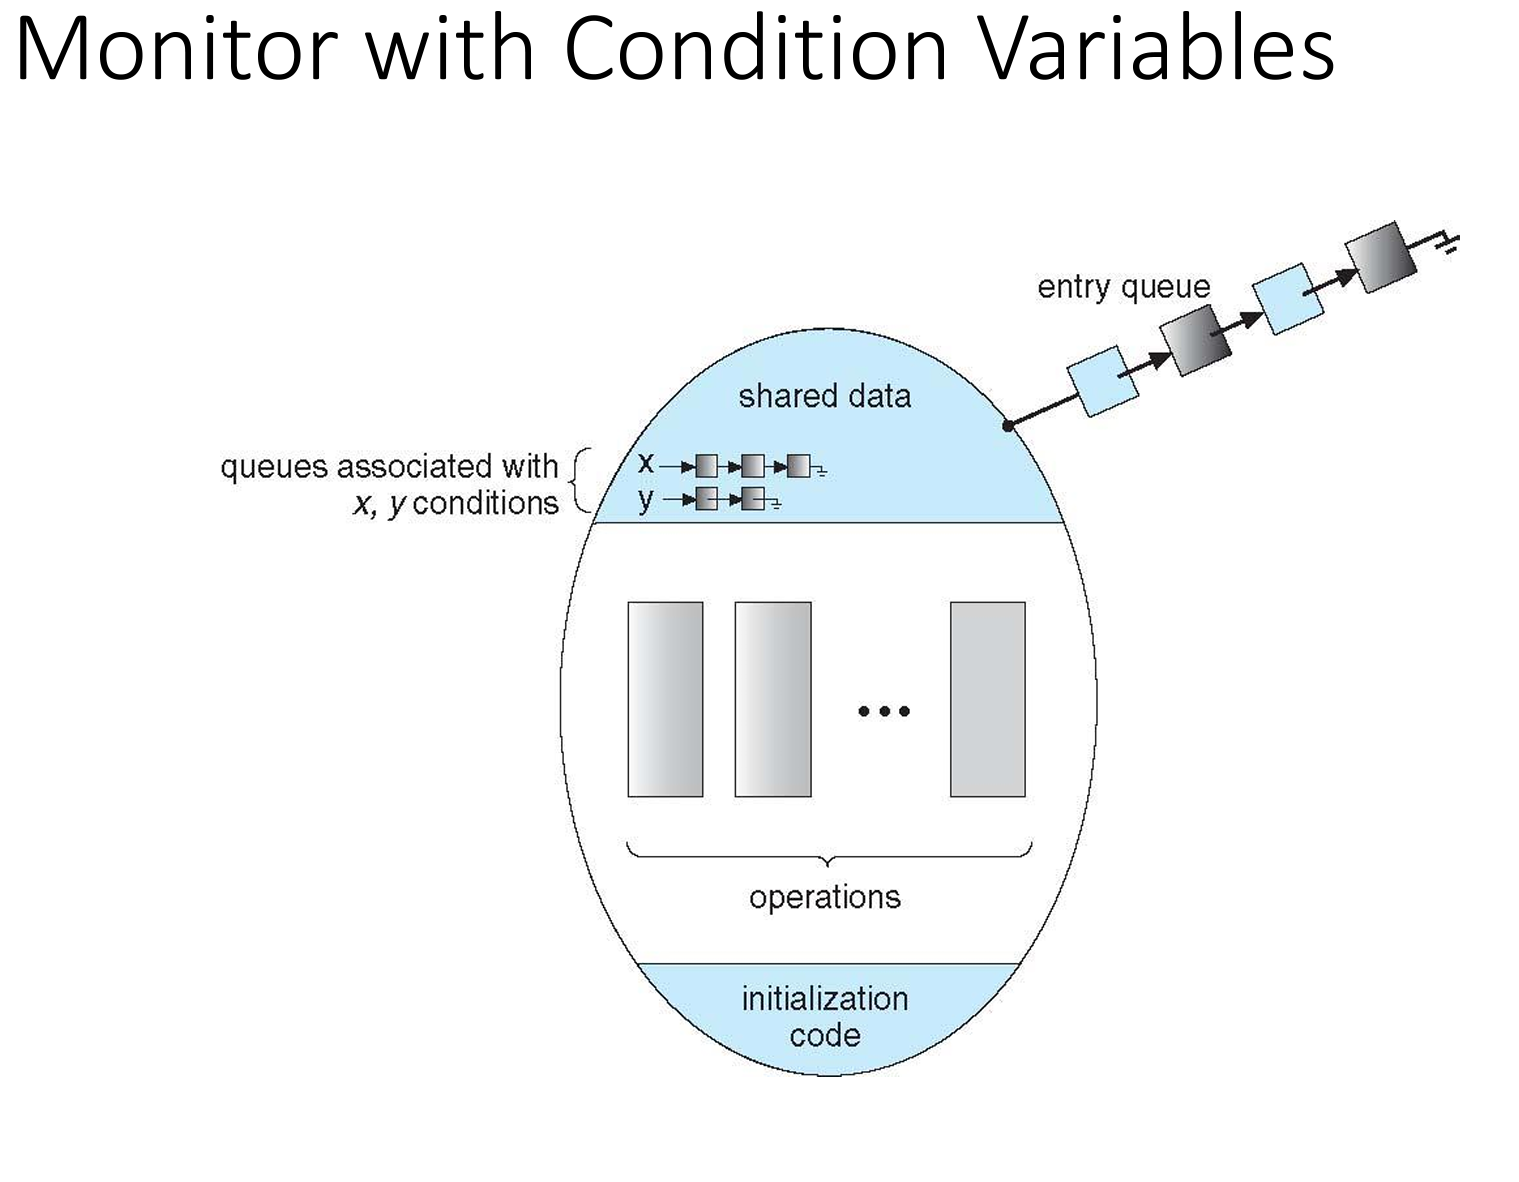 Monitor with Condition Variables
entry queue
shared data
queues associated with
x, y conditions
x
y
operations
initialization
code